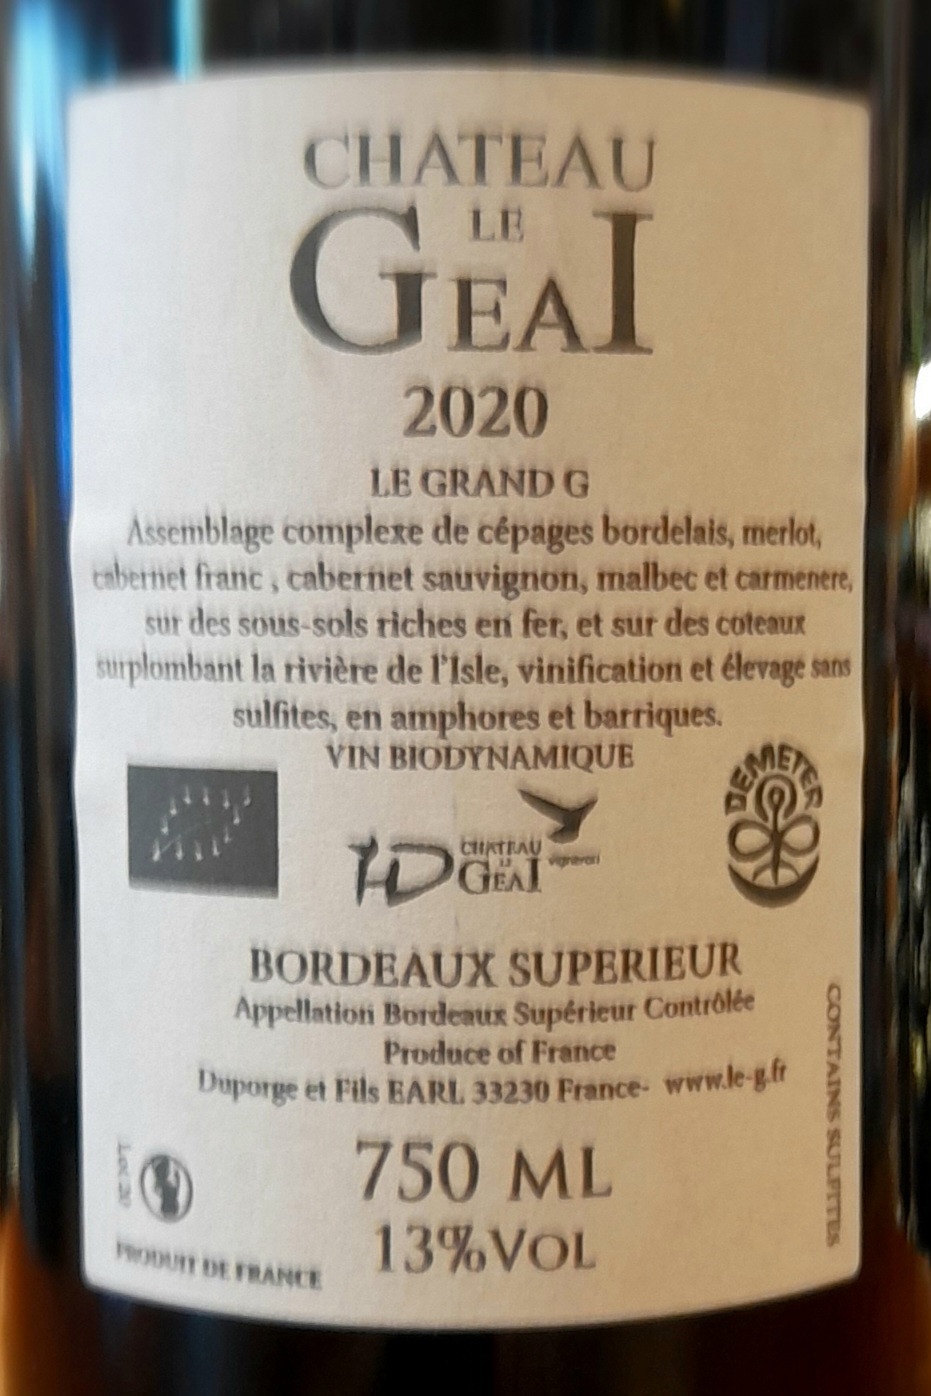 CHATEAU
LE
GEAI
2020
LE GRAND G
Assemblage complexe de cépages bordelais, merlot,
cabernet franc , cabernet sauvignon, malbec et carmenere,
sur des sous-sols riches en fer, et sur des coteaux
surplombant la rivière de l'Isle, vinification et élevage sans
sulfites, en amphores et barriques.
VIN BIODYNAMIQUE
DEMETER
HD CHATEAU
LE
GEAI
vigneron
BORDEAUX SUPERIEUR
Appellation Bordeaux Supérieur Contrôlée
Produce of France
Duporge et Fils EARL 33230 France- www.le-g.fr
CONTAINS SULFITES
750 ML
13%VOL
PRODUIT DE FRANCE